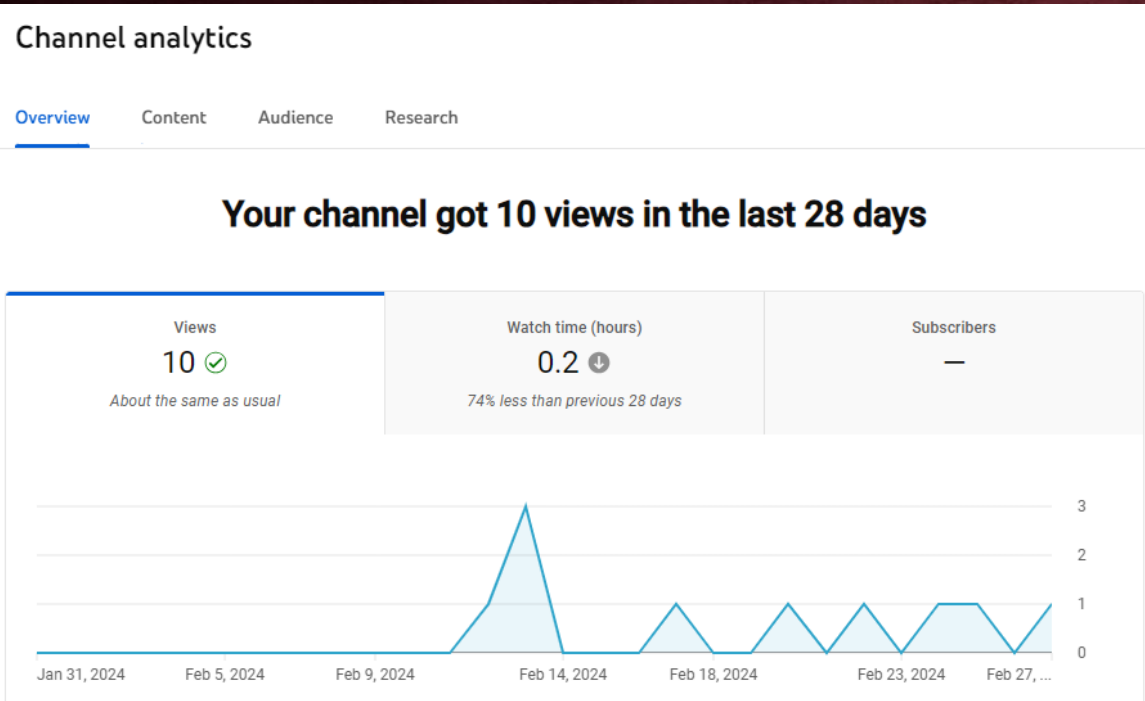 Channel analytics
Overview Content Audience Research
Your channel got 10 views in the last 28 days
Views
10
About the same as usual
Watch time (hours)
0.2
74% less than previous 28 days
Subscribers
—
3
2
1
0
Jan 31, 2024 Feb 5, 2024 Feb 9, 2024 Feb 14, 2024 Feb 18, 2024 Feb 23, 2024 Feb 27, ...